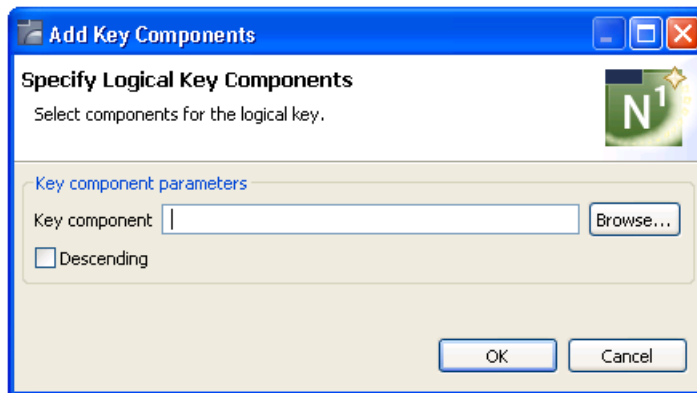 Add Key Components
Specify Logical Key Components
Select components for the logical key.
N1
Key component parameters
Key component Browse...
Descending
OK Cancel